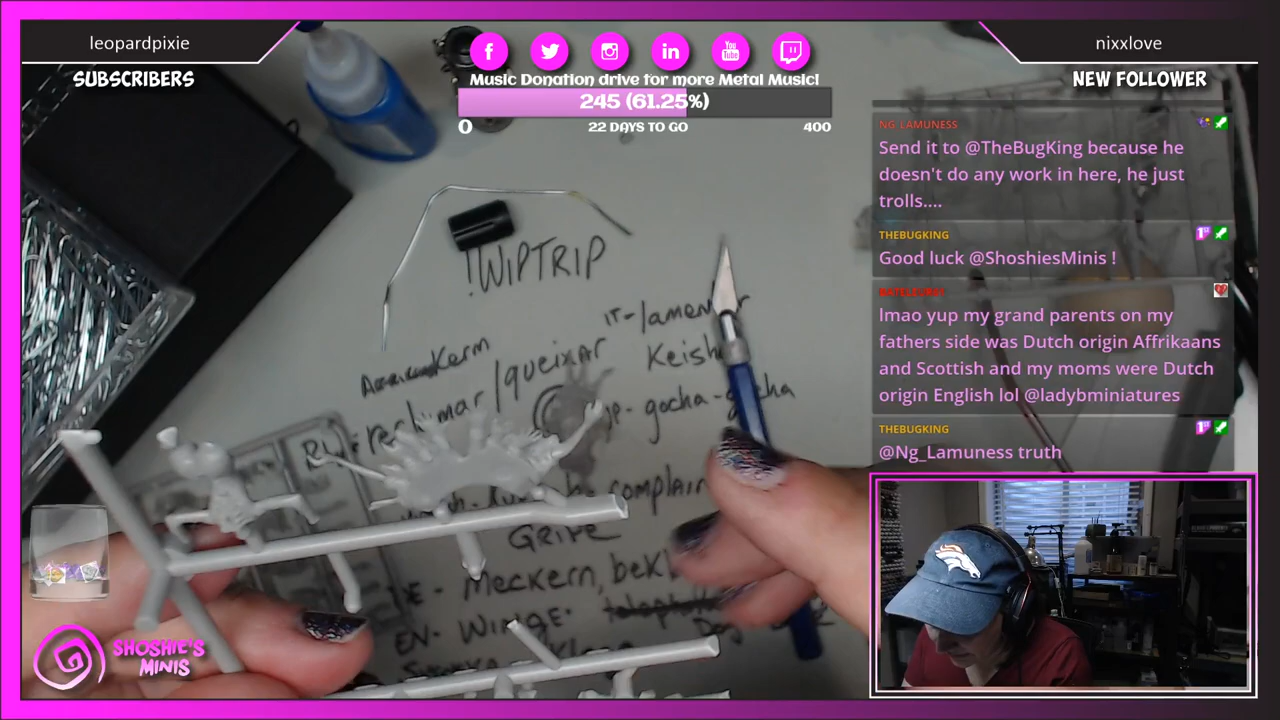 leopardpixie
SUBSCRIBERS
Music Donation drive for more Metal Music!
245 (61.25%)
0
22 DAYS TO GO
400
nixxlove
NEW FOLLOWER
NG_LAMUNESS
Send it to @TheBugKing because he
doesn't do any work in here, he just
trolls....
THEBUGKING
Good luck @ShoshiesMinis !
lmao yup my grand parents on my
fathers side was Dutch origin Affrikaans
and Scottish and my moms were Dutch
origin English lol @ladybminiatures
THEBUGKING
@Ng_Lamuness truth
!WIPTRIP
Kerm
/queixar
gocha-gocha
complain
GRIPE
Meckern,
EN- WINGE-
SHOSHIE'S
MINIS